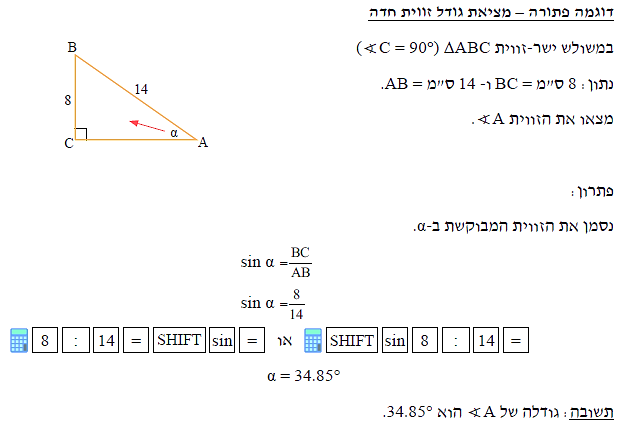 דוגמה פתורה – מציאת גודל זווית חדה
במשולש ישר-זווית ΔABC (∢C = 90°)
נתון: 8 ס״מ = BC ו- 14 ס״מ = AB.
מצאו את הזווית ∢A.
B
8
14
C
α
A
פתרון:
נסמן את הזווית המבוקשת ב-α.
sin α = BC/AB
sin α = 8/14
8 : 14 = SHIFT sin = או SHIFT sin 8 : 14 =
α = 34.85°
תשובה: גודלה של ∢A הוא 34.85°.